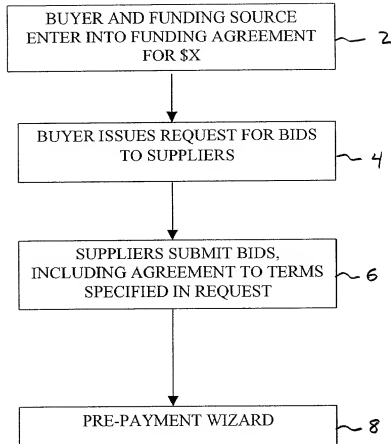 BUYER AND FUNDING SOURCE
ENTER INTO FUNDING AGREEMENT
FOR $X
2
BUYER ISSUES REQUEST FOR BIDS
TO SUPPLIERS
4
SUPPLIERS SUBMIT BIDS,
INCLUDING AGREEMENT TO TERMS
SPECIFIED IN REQUEST
6
PRE-PAYMENT WIZARD
8